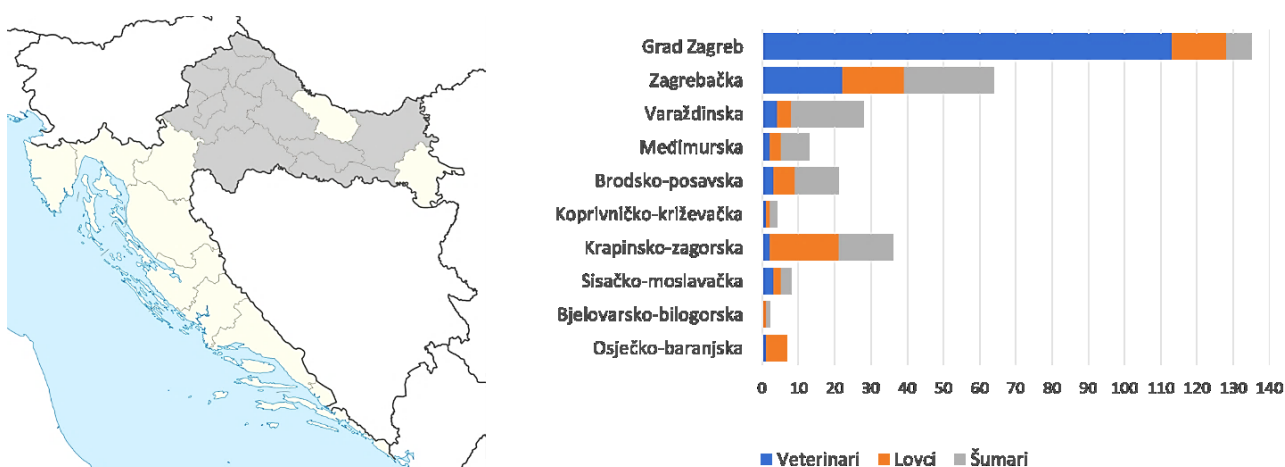 Grad Zagreb
Zagrebačka
Varaždinska
Međimurska
Brodsko-posavska
Koprivničko-križevačka
Krapinsko-zagorska
Sisačko-moslavačka
Bjelovarsko-bilogorska
Osječko-baranjska
0 10 20 30 40 50 60 70 80 90 100 110 120 130 140
Veterinari Lovci Šumari